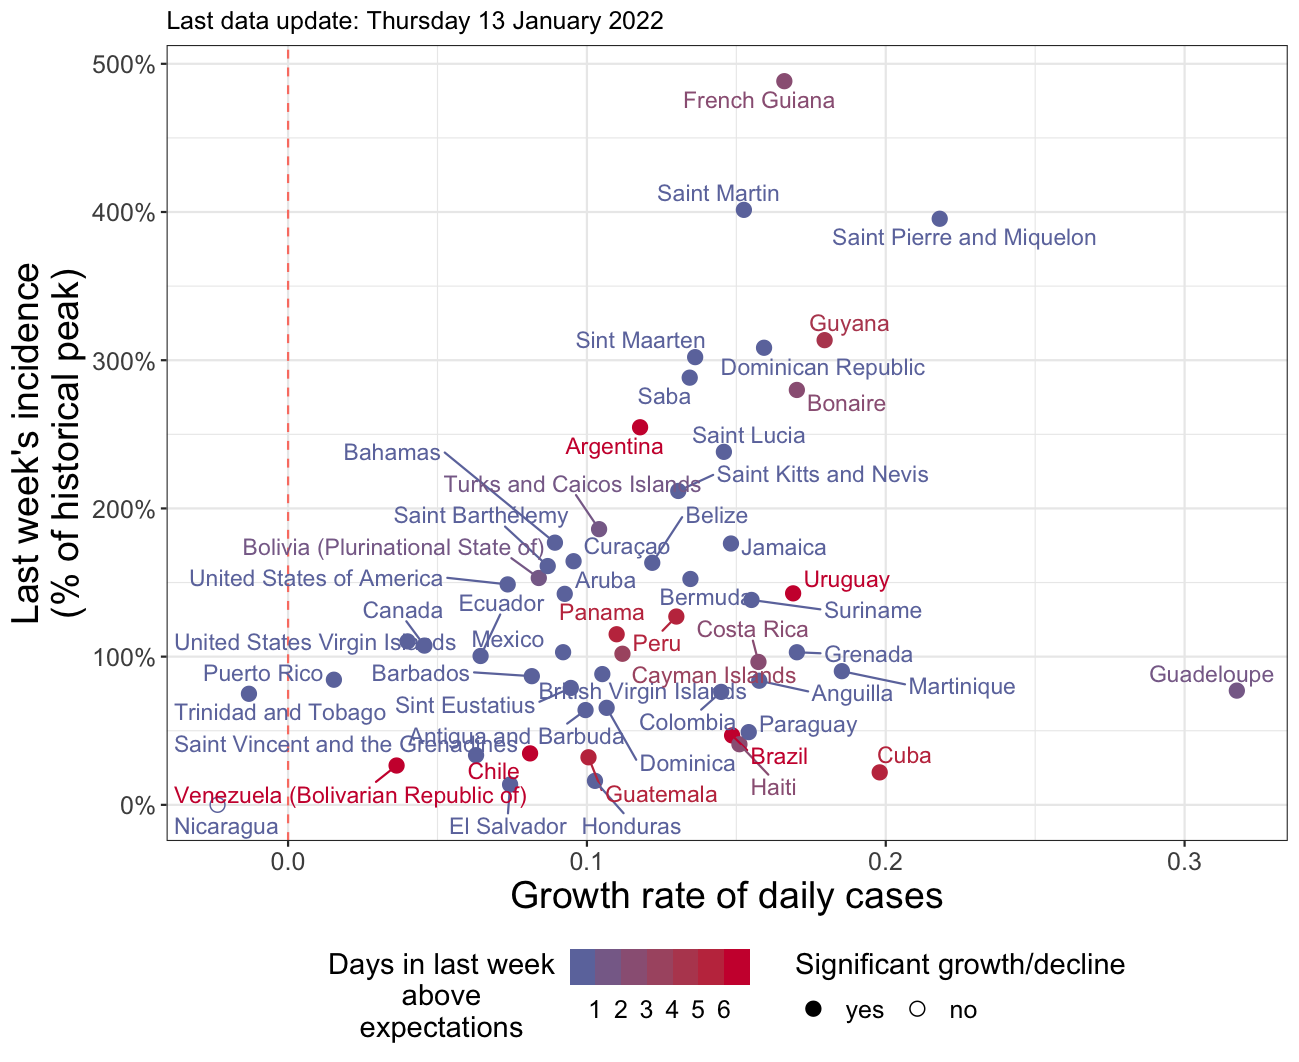 Last data update: Thursday 13 January 2022
Last week's incidence
(% of historical peak)
500%
400%
300%
200%
100%
0%
French Guiana
Saint Martin
Saint Pierre and Miquelon
Guyana
Sint Maarten
Dominican Republic
Saba
Bonaire
Argentina
Saint Lucia
Bahamas
Saint Kitts and Nevis
Turks and Caicos Islands
Saint Barthelemy
Belize
Bolivia (Plurinational State of)
Curaçao
Jamaica
United States of America
Aruba
Uruguay
Ecuador
Bermuda
Canada
Panama
Suriname
Costa Rica
United States Virgin Islands
Mexico
Peru
Grenada
Puerto Rico
Barbados
Cayman Islands
Guadeloupe
Martinique
British Virgin Islands
Anguilla
Sint Eustatius
Trinidad and Tobago
Colombia
Paraguay
Antigua and Barbuda
Saint Vincent and the Grenadines
Brazil
Cuba
Dominica
Chile
Haiti
Venezuela (Bolivarian Republic of)
Guatemala
Nicaragua
El Salvador
Honduras
0.0
0.1
0.2
0.3
Growth rate of daily cases
Days in last week
above
expectations
1 2 3 4 5 6
Significant growth/decline
yes
no